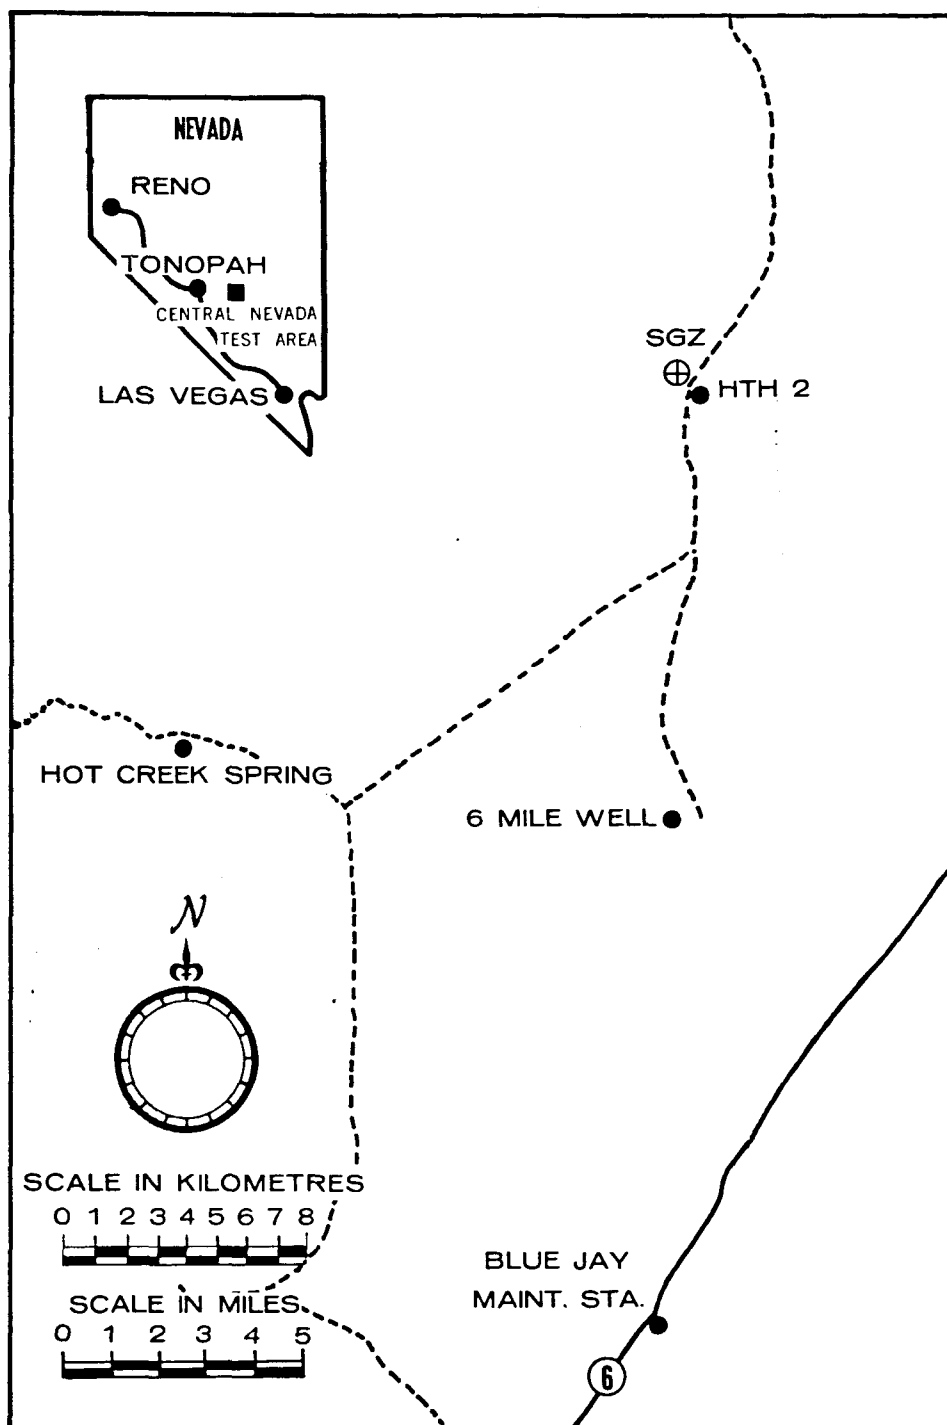 NEVADA
RENO
TONOPAH
CENTRAL NEVADA
TEST AREA
LAS VEGAS
SGZ
HTH 2
HOT CREEK SPRING
6 MILE WELL
N
SCALE IN KILOMETRES
0 1 2 3 4 5 6 7 8
SCALE IN MILES
0 1 2 3 4 5
BLUE JAY
MAINT. STA.
6